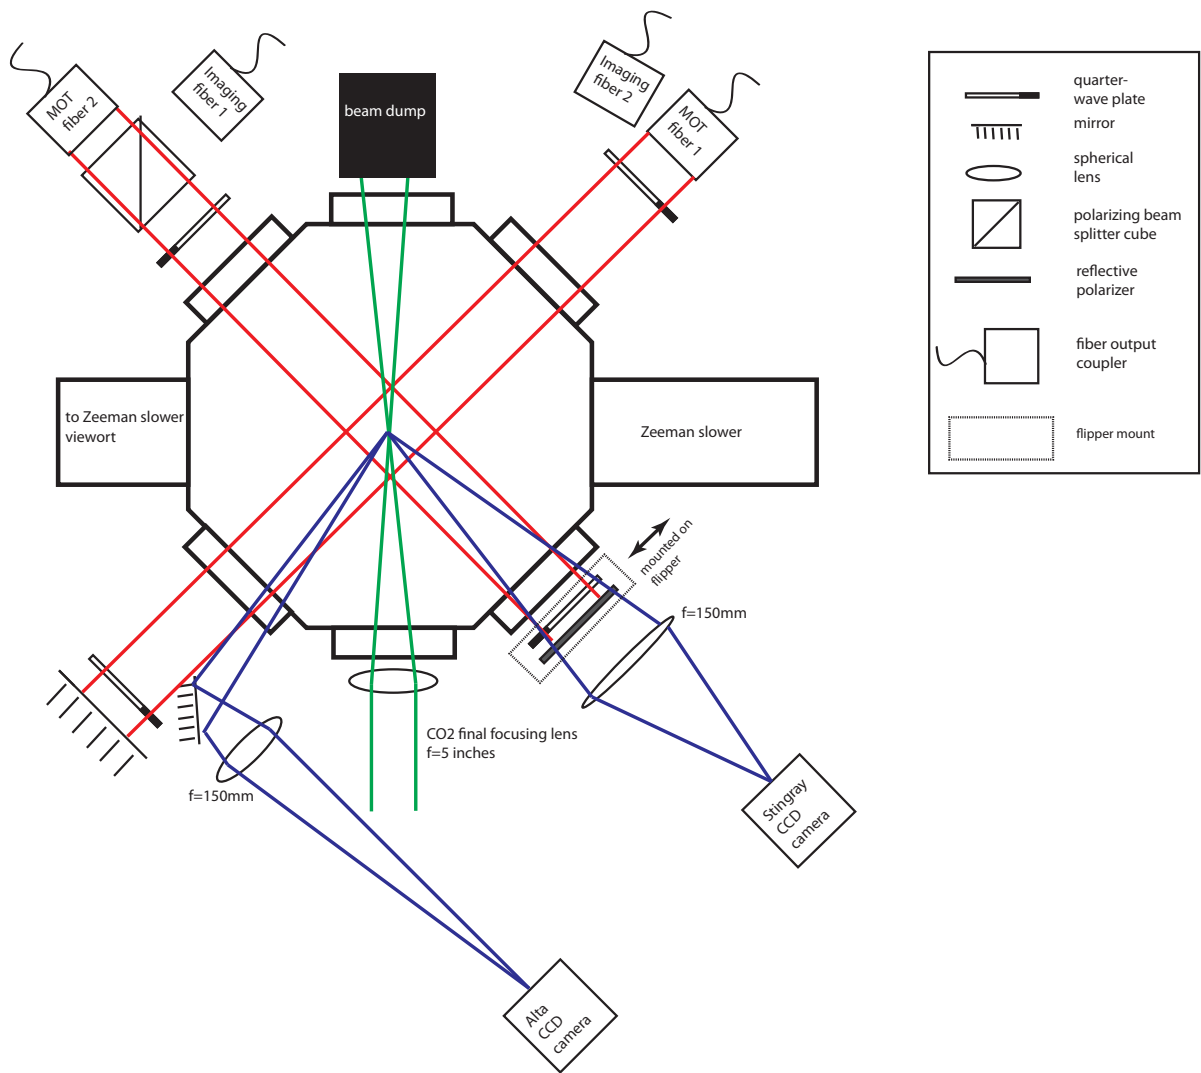 MOT
fiber 2
Imaging
fiber 1
beam dump
Imaging
fiber 2
MOT
fiber 1
to Zeeman slower
viewort
Zeeman slower
mounted on
flipper
f=150mm
CO2 final focusing lens
f=5 inches
f=150mm
Stingray
CCD
camera
Alta
CCD
camera
quarter-
wave plate
mirror
spherical
lens
polarizing beam
splitter cube
reflective
polarizer
fiber output
coupler
flipper mount